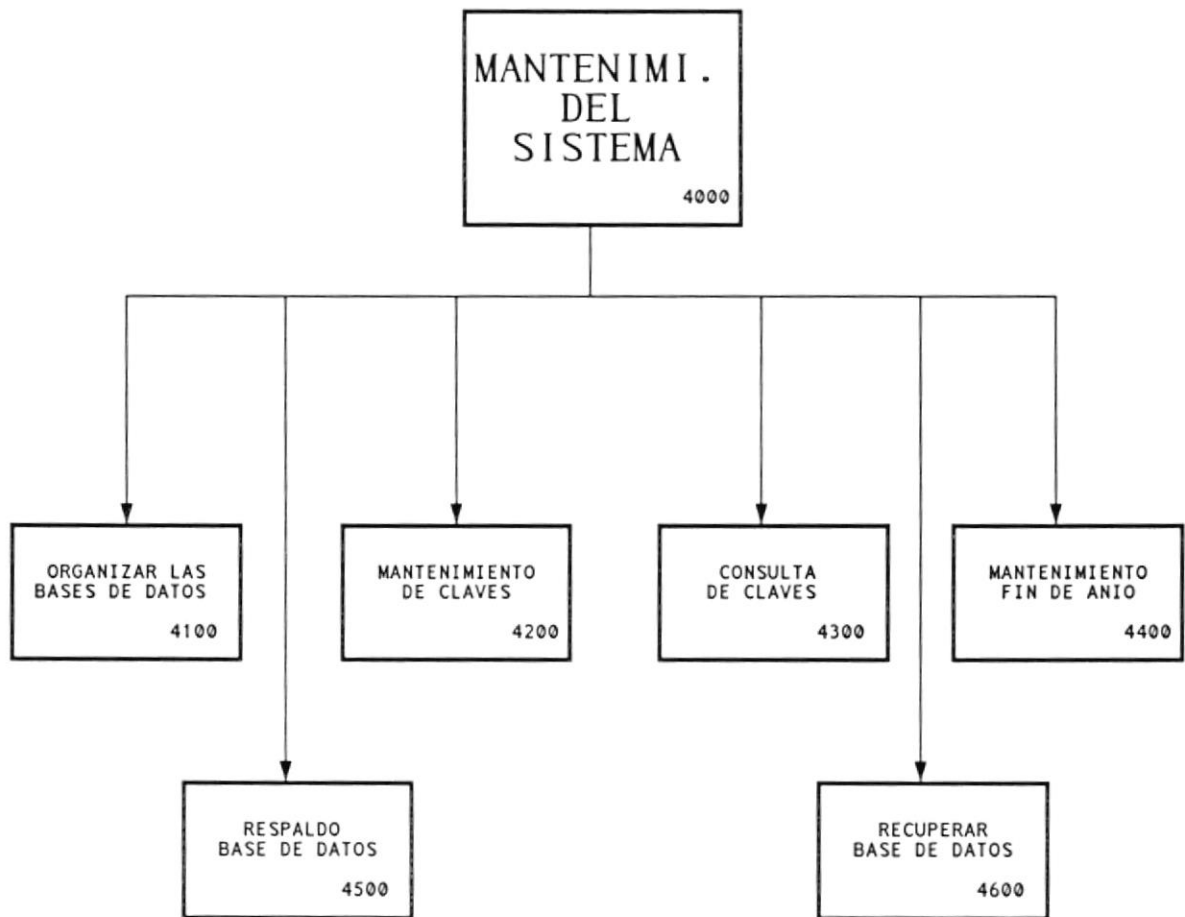 MANTENIMI.
DEL
SISTEMA
4000
ORGANIZAR LAS
BASES DE DATOS
4100
MANTENIMIENTO
DE CLAVES
4200
CONSULTA
DE CLAVES
4300
MANTENIMIENTO
FIN DE ANIO
4400
RESPALDO
BASE DE DATOS
4500
RECUPERAR
BASE DE DATOS
4600